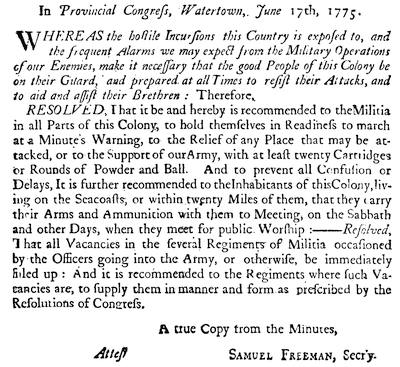 In Provincial Congreſs, Watertown, June 17th, 1775.
WHEREAS the hoſtile Incurſions this Country is expoſed to, and
the frequent Alarms we may expect from the Military Operations
of our Enemies, make it neceſſary that the good People of this Colony be
on their Guard, and prepared at all Times to reſiſt their Attacks, and
to aid and aſſiſt their Brethren : Therefore,
RESOLVED, That it be and hereby is recommended to the Militia
in all Parts of this Colony, to hold themſelves in Readineſs to march
at a Minute's Warning, to the Relief of any Place that may be at-
tacked, or to the Support of our Army, with at leaſt twenty Cartridges
or Rounds of Powder and Ball. And to prevent all Confuſion or
Delays, It is further recommended to the Inhabitants of this Colony, liv-
ing on the Seacoaſts, or within twenty Miles of them, that they carry
their Arms and Ammunition with them to Meeting, on the Sabbath
and other Days, when they meet for public Worſhip :——Reſolved,
That all Vacancies in the ſeveral Regiments of Militia occaſioned
by the Officers going into the Army, or otherwiſe, be immediately
filled up : And it is recommended to the Regiments where ſuch Va-
cancies are, to ſupply them in manner and form as preſcribed by the
Reſolutions of Congreſs.
A true Copy from the Minutes,
Atteſt SAMUEL FREEMAN, Secr'y.